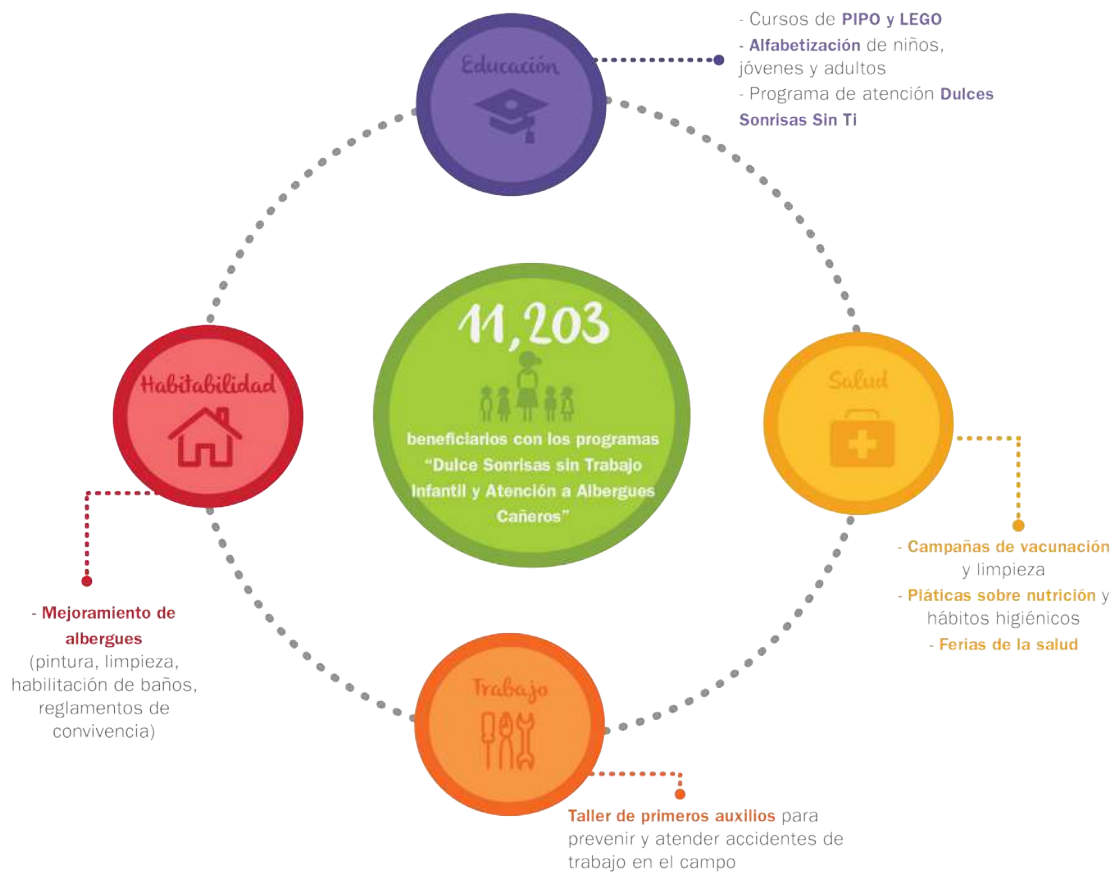 Educación
- Cursos de PIPO y LEGO
- Alfabetización de niños,
jóvenes y adultos
- Programa de atención Dulces
Sonrisas Sin Ti
11,203
beneficiarios con los programas
“Dulce Sonrisas sin Trabajo
Infantil y Atención a Albergues
Cañeros”
Habitabilidad
- Mejoramiento de
albergues
(pintura, limpieza,
habilitación de baños,
reglamentos de
convivencia)
Salud
- Campañas de vacunación
y limpieza
- Pláticas sobre nutrición y
hábitos higiénicos
- Ferias de la salud
Trabajo
Taller de primeros auxilios para
prevenir y atender accidentes de
trabajo en el campo